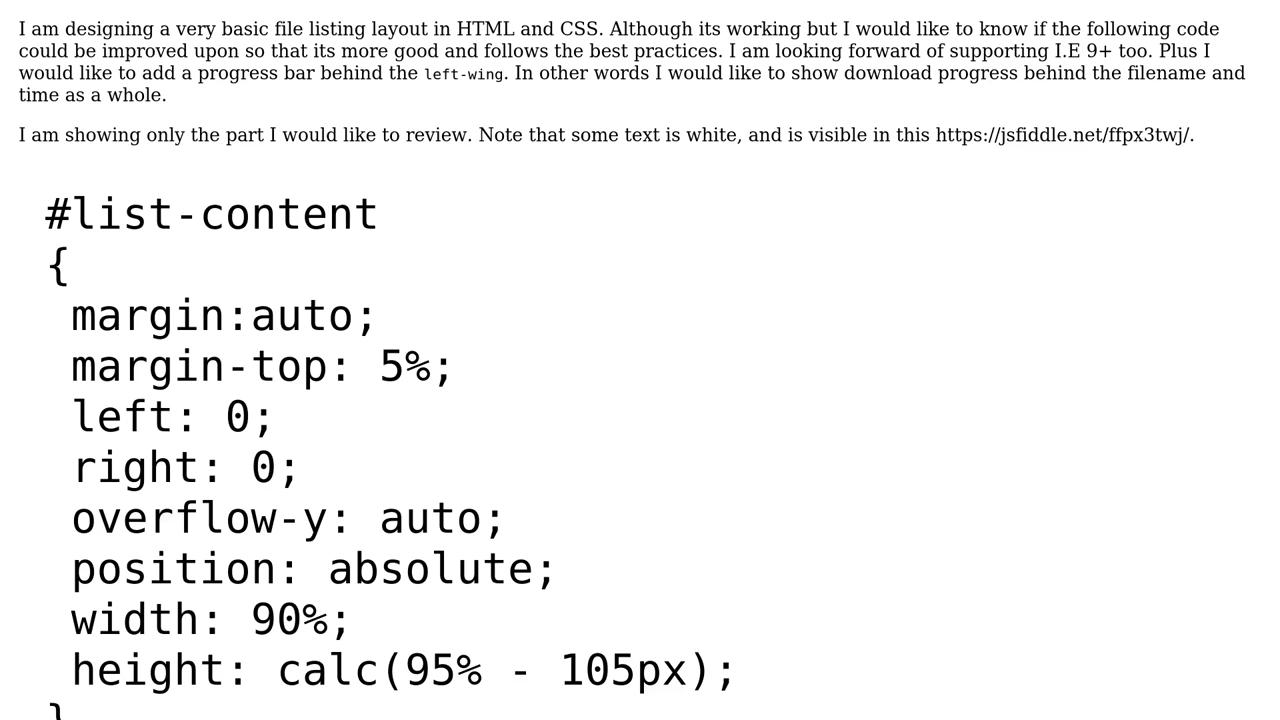 I am designing a very basic file listing layout in HTML and CSS. Although its working but I would like to know if the following code
could be improved upon so that its more good and follows the best practices. I am looking forward of supporting I.E 9+ too. Plus I
would like to add a progress bar behind the left-wing. In other words I would like to show download progress behind the filename and
time as a whole.
I am showing only the part I would like to review. Note that some text is white, and is visible in this https://jsfiddle.net/ffpx3twj/.
#list-content
{
margin:auto;
margin-top: 5%;
left: 0;
right: 0;
overflow-y: auto;
position: absolute;
width: 90%;
height: calc(95% - 105px);
}